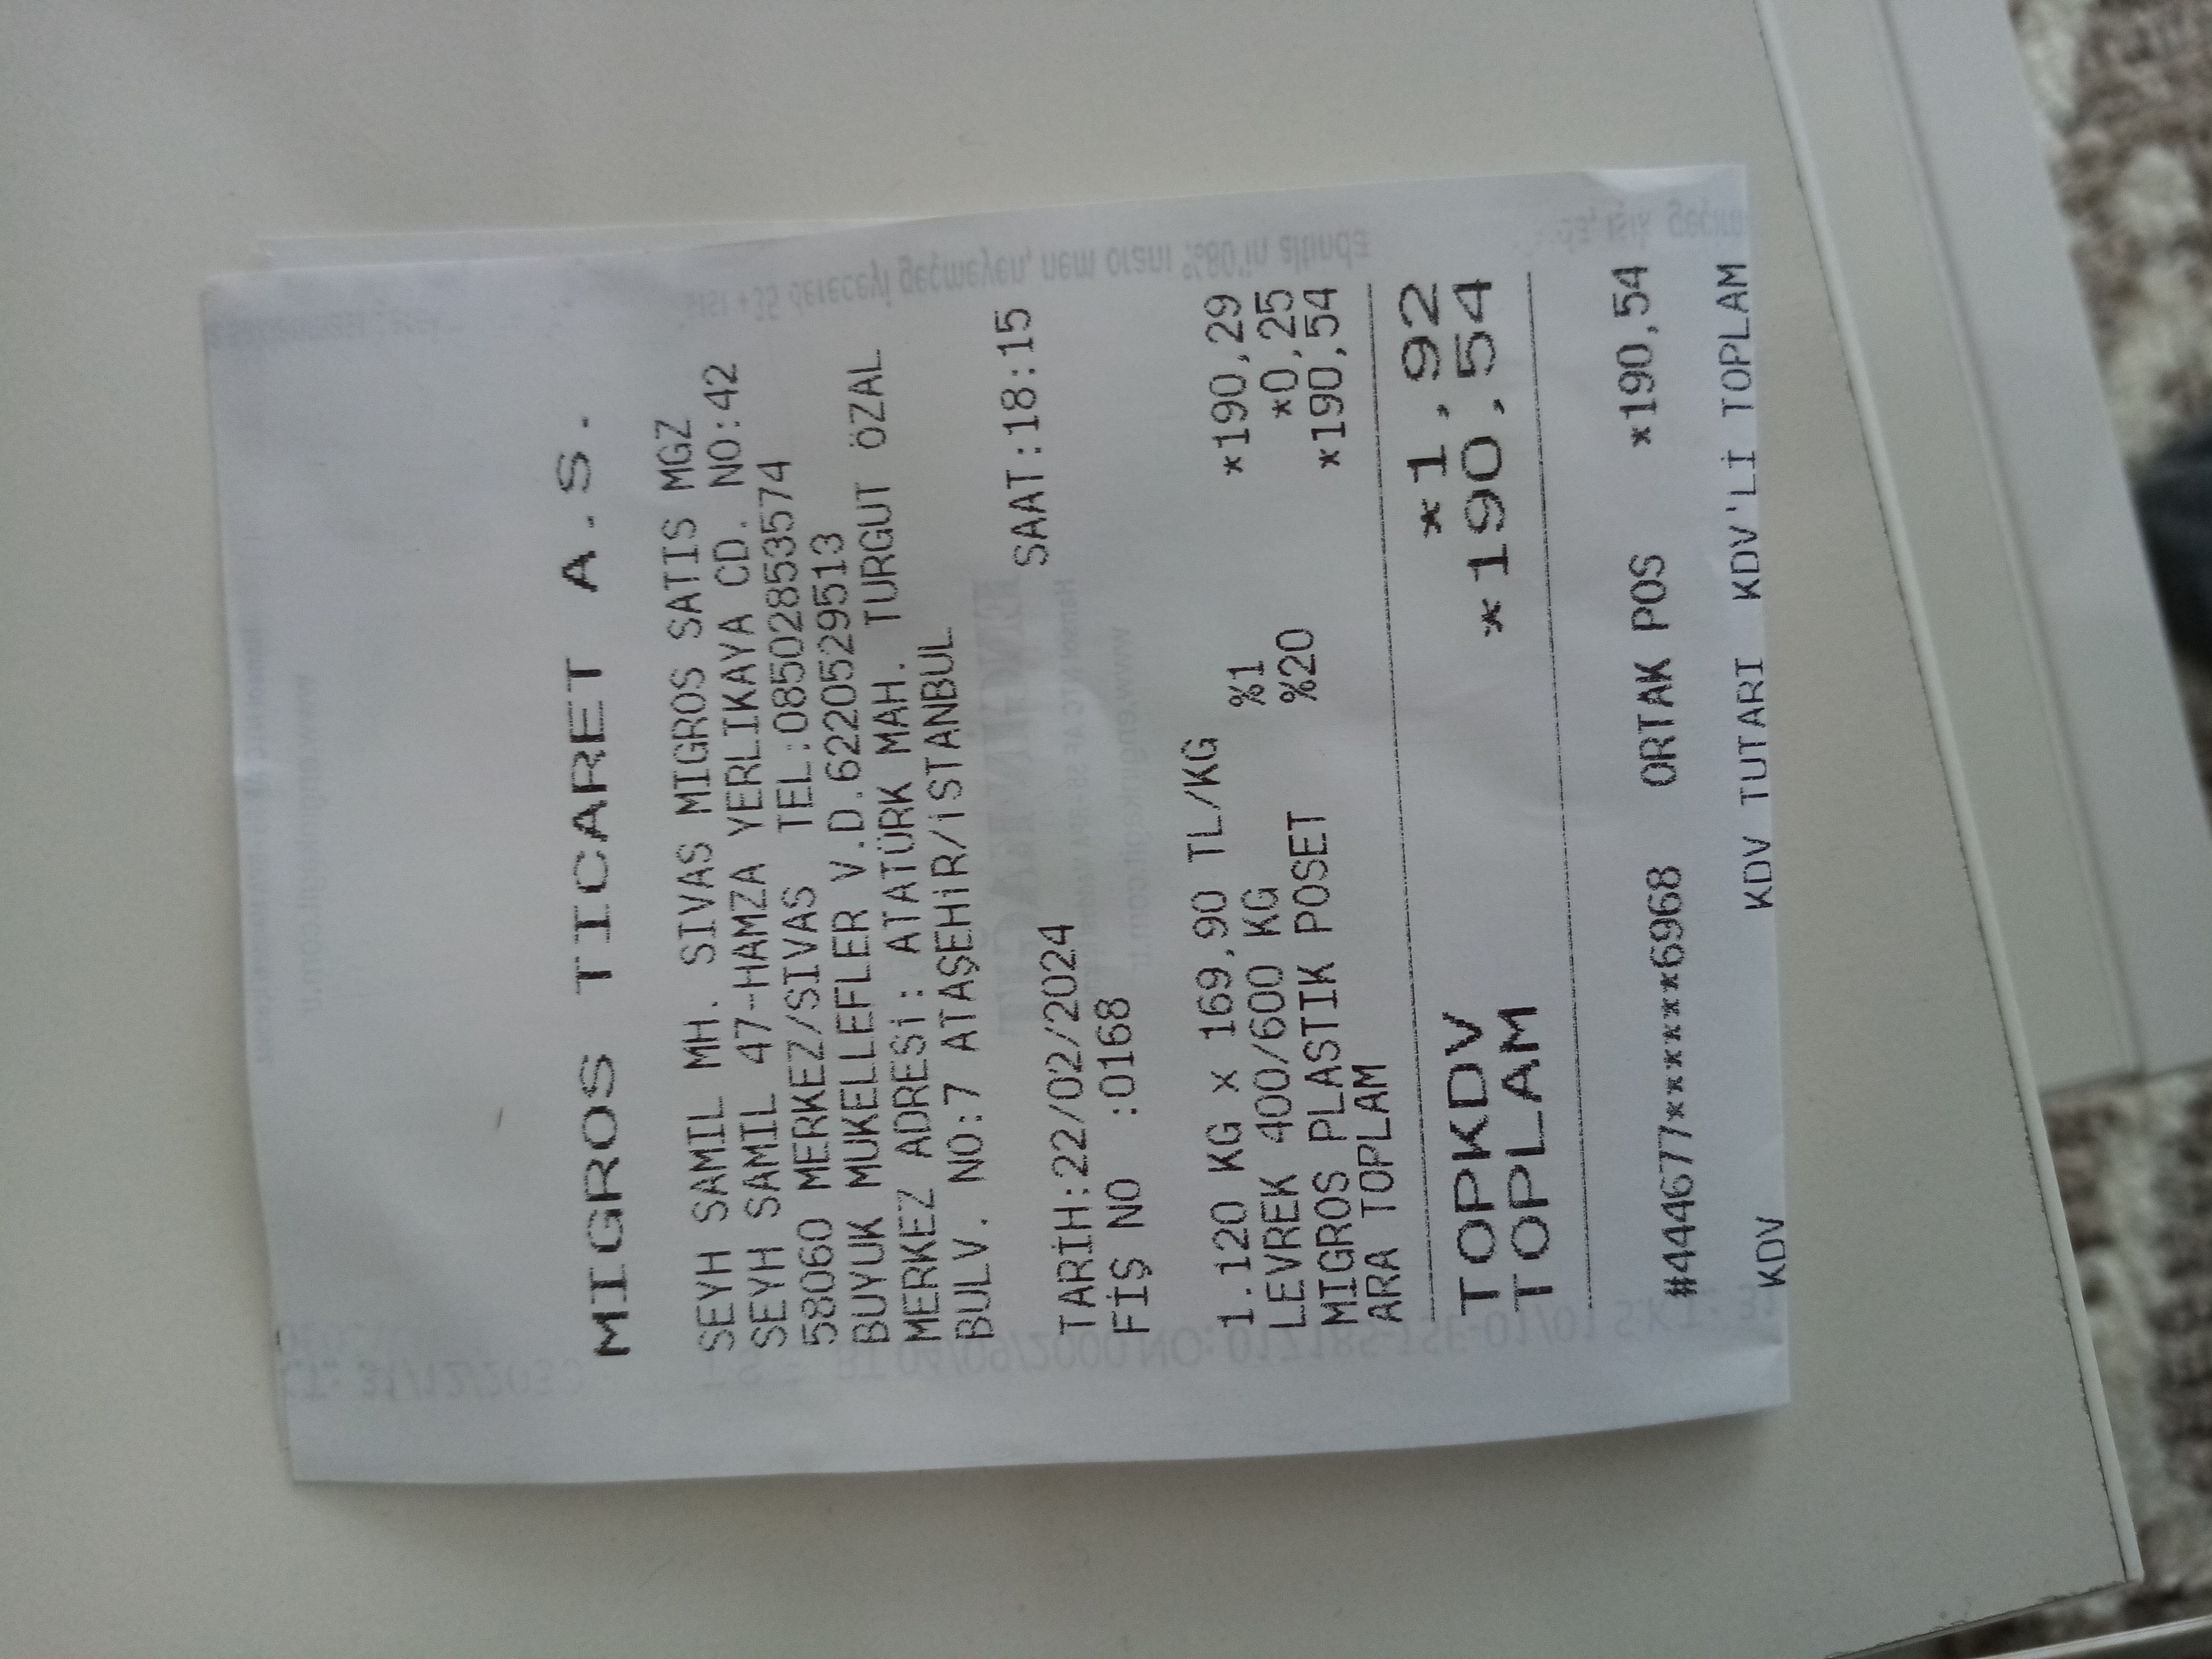 MIGROS TICARET A.S.
SEYH SAMIL MH. SIVAS MIGROS SATIS MGZ
SEYH SAMIL 47-HAMZA YERLIKAYA CD. NO:42
58060 MERKEZ/SIVAS TEL:08502853574
BUYUK MUKELLEFLER V.D.6220529513
MERKEZ ADRESİ: ATATÜRK MAH. TURGUT ÖZAL
BULV. NO:7 ATAŞEHİR/İSTANBUL
TARİH:22/02/2024 SAAT:18:15
FİŞ NO :0168
1.120 KG x 169,90 TL/KG
LEVREK 400/600 KG %1 *190,29
MIGROS PLASTIK POSET %20 *0,25
ARA TOPLAM *190,54
TOPKDV *1,92
TOPLAM *190,54
#444677******6968 ORTAK POS *190,54
KDV KDV TUTARI KDV'Lİ TOPLAM